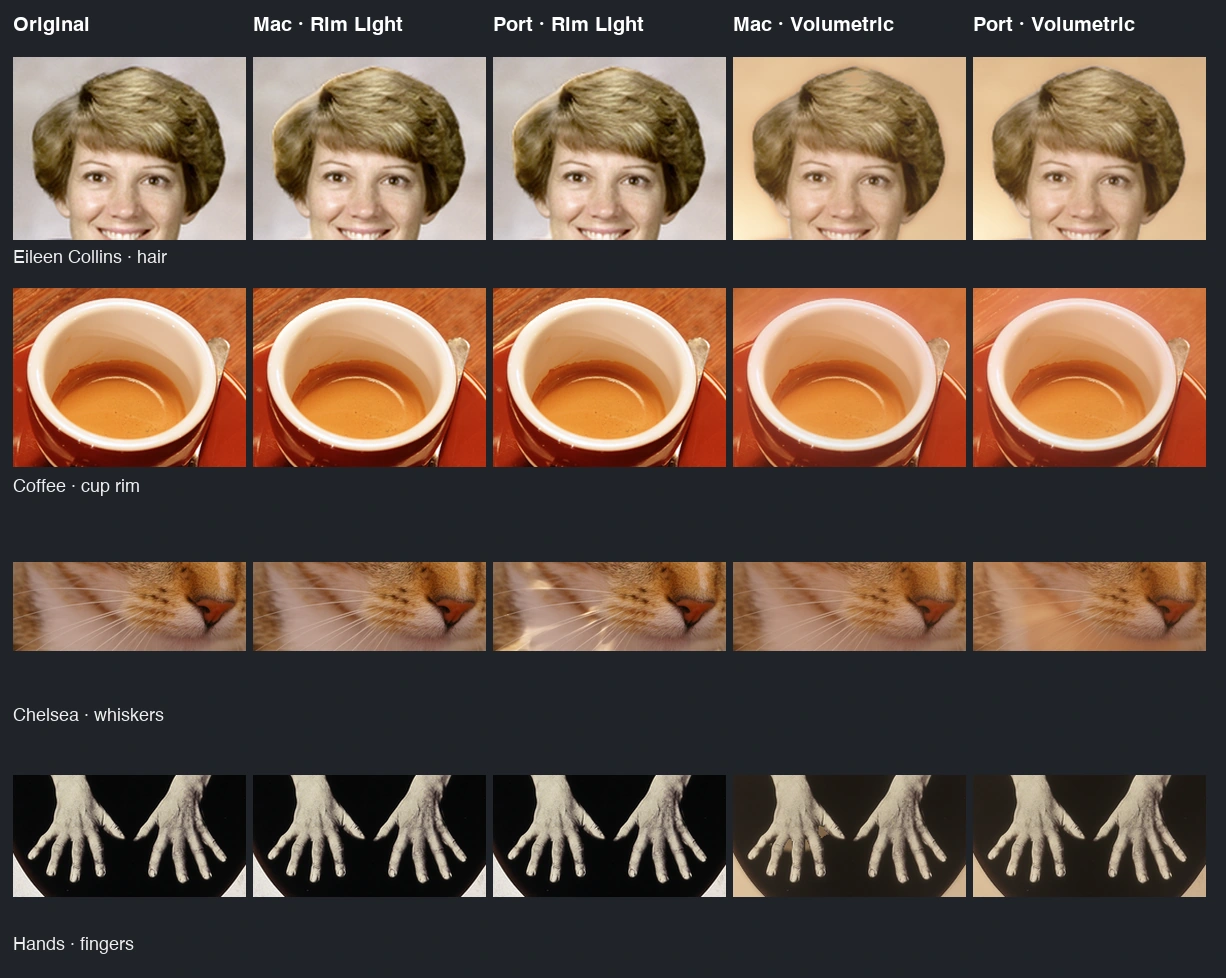 Original
Mac · Rim Light
Port · Rim Light
Mac · Volumetric
Port · Volumetric
Eileen Collins · hair
Coffee · cup rim
Chelsea · whiskers
Hands · fingers